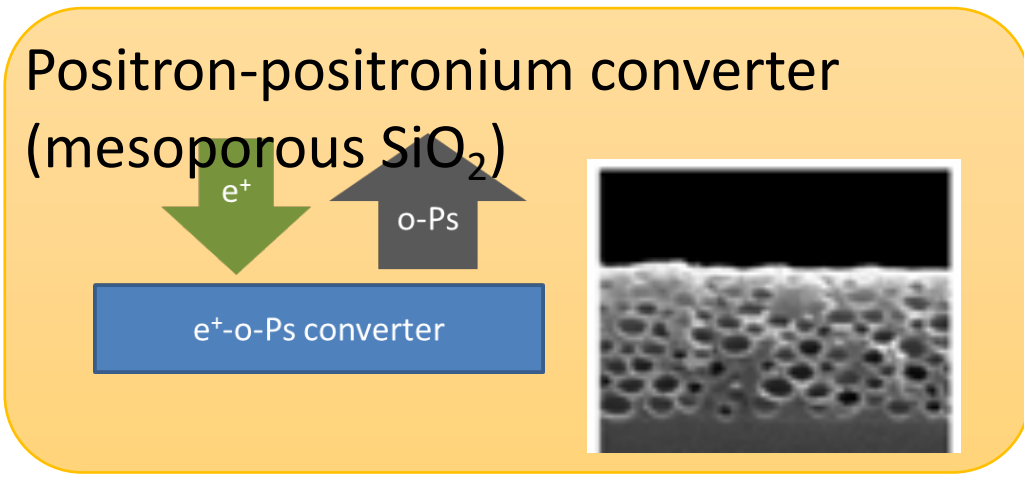 Positron-positronium converter
(mesoporous SiO₂)
e⁺
o-Ps
e⁺-o-Ps converter